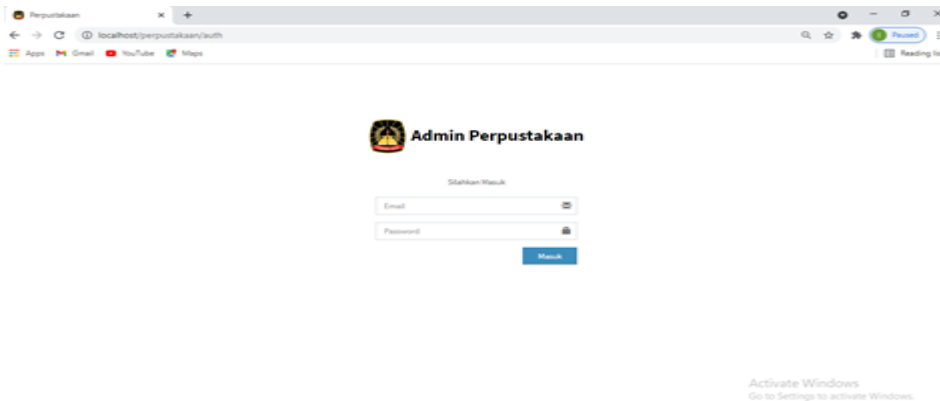 Perpustakaan
localhost/perpustakaan/auth
Paused
Apps Gmail YouTube Maps
Reading lis
Admin Perpustakaan
Silahkan Masuk
Email
Password
Masuk
Activate Windows
Go to Settings to activate Windows.